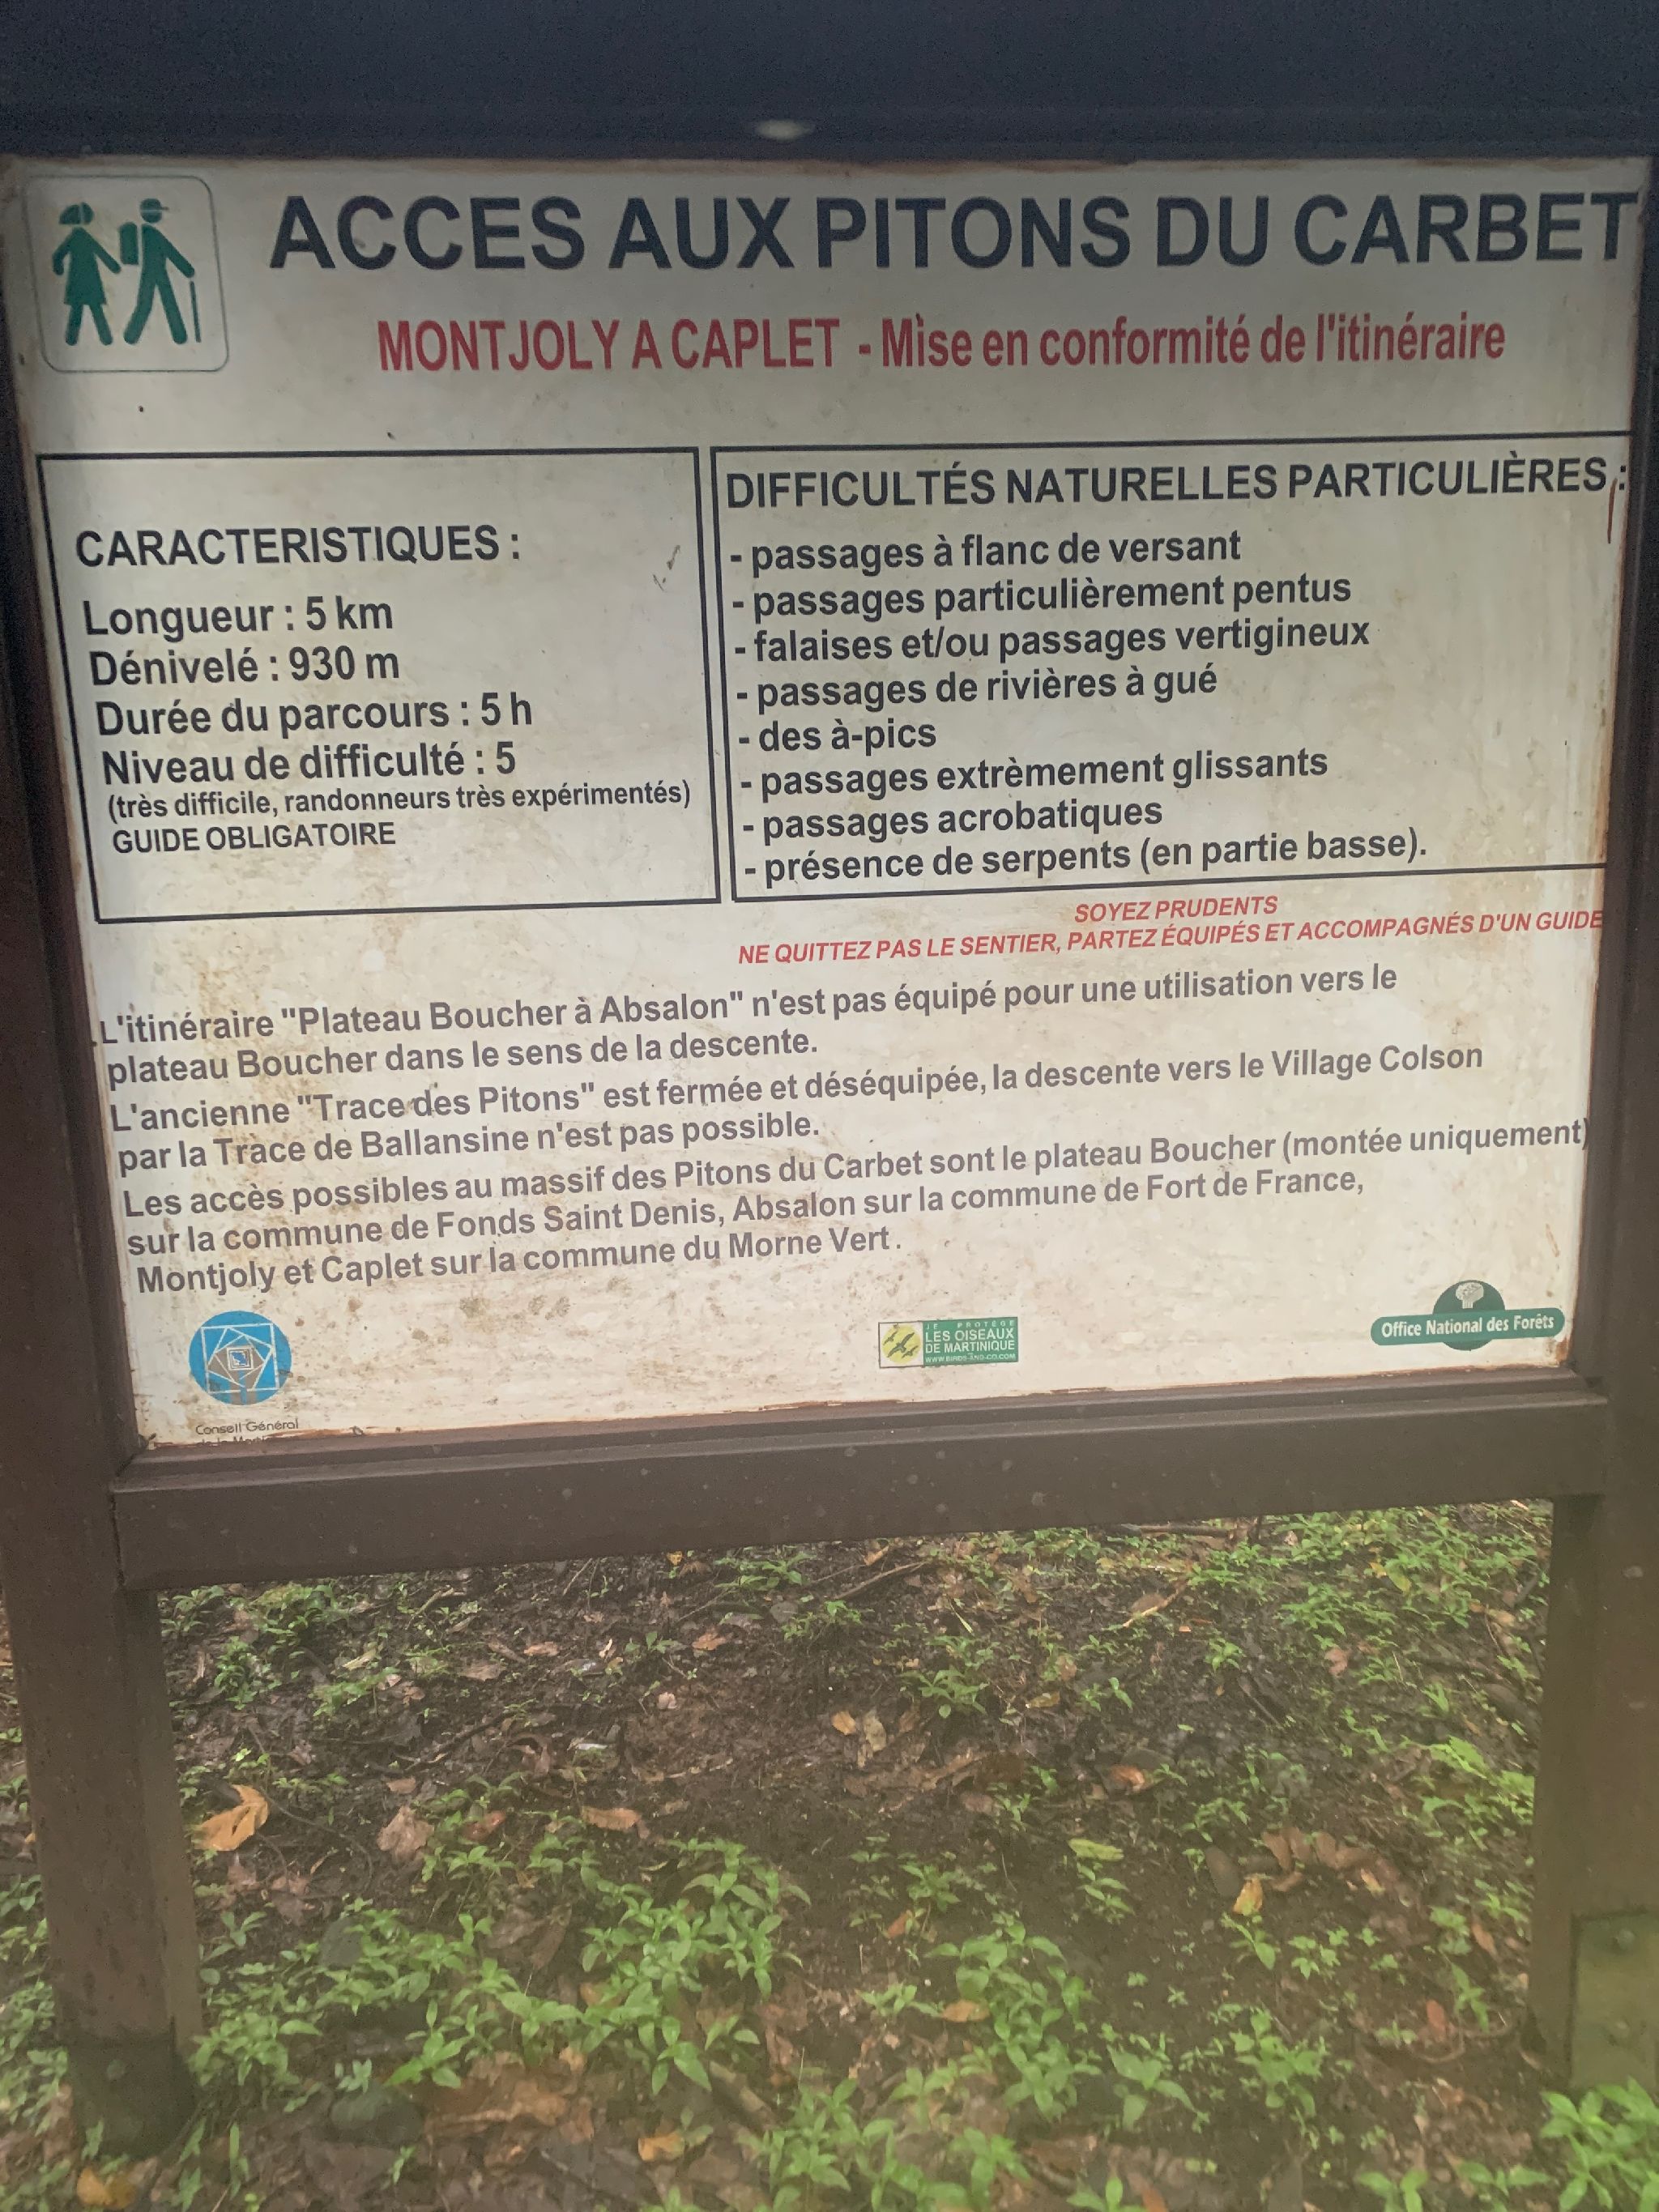 ACCES AUX PITONS DU CARBET
MONTJOLY A CAPLET - Mise en conformité de l'itinéraire
CARACTERISTIQUES :
Longueur : 5 km
Dénivelé : 930 m
Durée du parcours : 5 h
Niveau de difficulté : 5
(très difficile, randonneurs très expérimentés)
GUIDE OBLIGATOIRE
DIFFICULTÉS NATURELLES PARTICULIÈRES :
- passages à flanc de versant
- passages particulièrement pentus
- falaises et/ou passages vertigineux
- passages de rivières à gué
- des à-pics
- passages extrèmement glissants
- passages acrobatiques
- présence de serpents (en partie basse).
SOYEZ PRUDENTS
NE QUITTEZ PAS LE SENTIER, PARTEZ ÉQUIPÉS ET ACCOMPAGNÉS D'UN GUIDE
L'itinéraire "Plateau Boucher à Absalon" n'est pas équipé pour une utilisation vers le
plateau Boucher dans le sens de la descente.
L'ancienne "Trace des Pitons" est fermée et déséquipée, la descente vers le Village Colson
par la Trace de Ballansine n'est pas possible.
Les accès possibles au massif des Pitons du Carbet sont le plateau Boucher (montée uniquement)
sur la commune de Fonds Saint Denis, Absalon sur la commune de Fort de France,
Montjoly et Caplet sur la commune du Morne Vert.
Conseil Général
JE PROTÈGE
LES OISEAUX
DE MARTINIQUE
Office National des Forêts